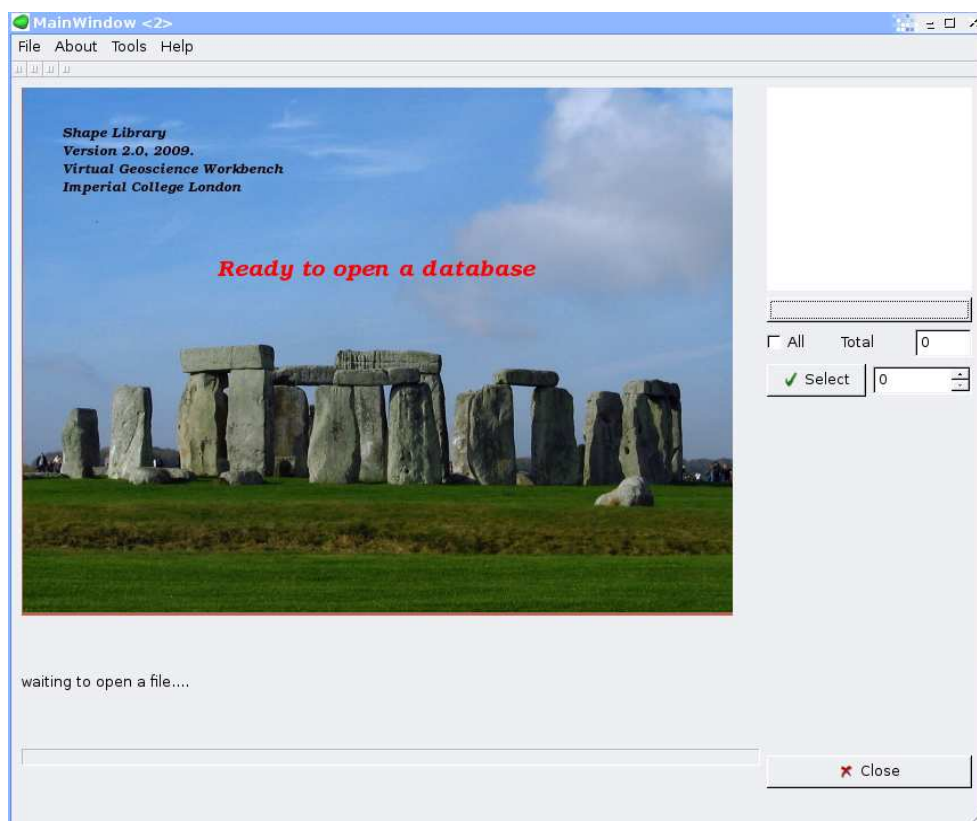 MainWindow <2>
File About Tools Help
Shape Library
Version 2.0, 2009.
Virtual Geoscience Workbench
Imperial College London
Ready to open a database
All Total 0
Select 0
waiting to open a file....
Close